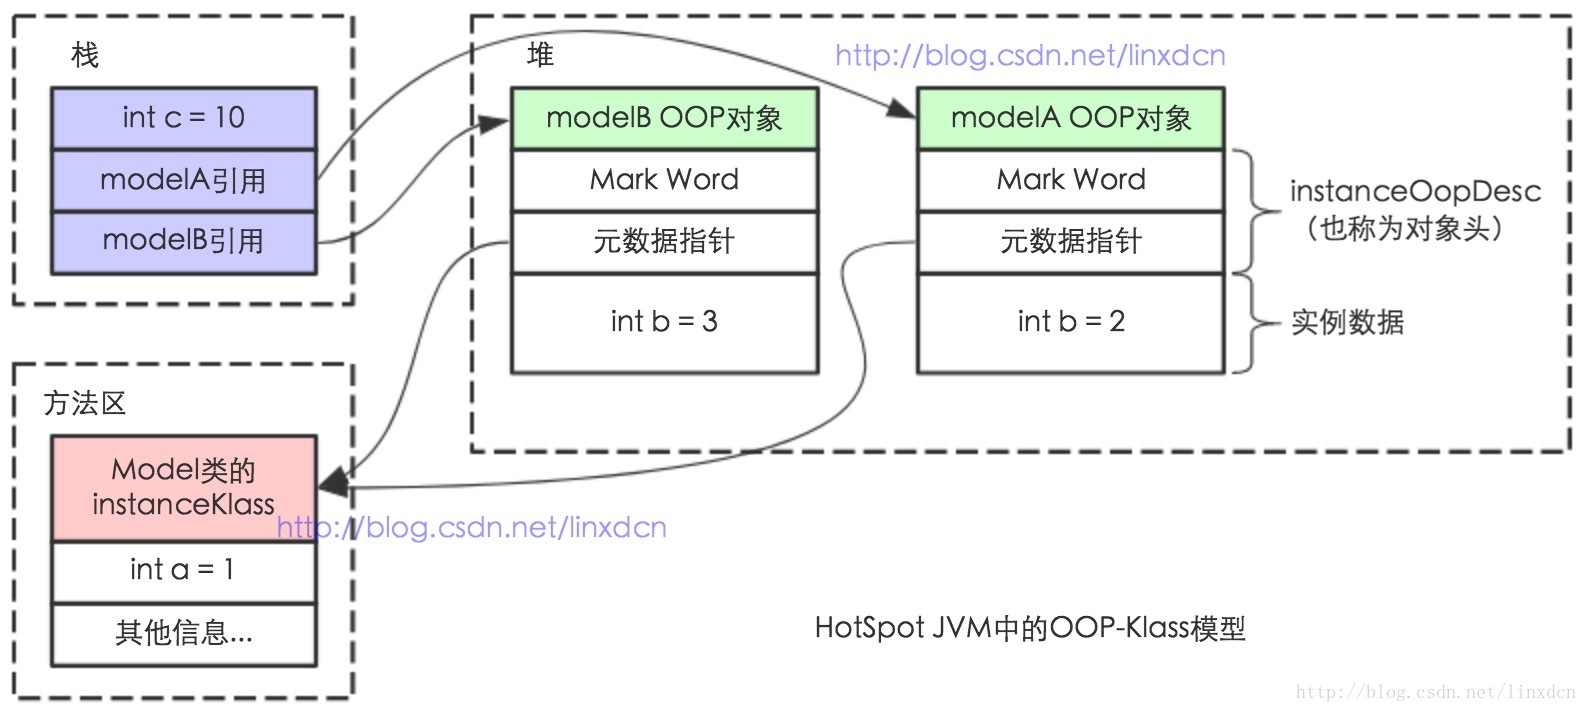 栈
int c = 10
modelA引用
modelB引用
堆
http://blog.csdn.net/linxdcn
modelB OOP对象
Mark Word
元数据指针
int b = 3
modelA OOP对象
Mark Word
元数据指针
int b = 2
instanceOopDesc
（也称为对象头）
实例数据
方法区
Model类的
instanceKlass
http://blog.csdn.net/linxdcn
int a = 1
其他信息...
HotSpot JVM中的OOP-Klass模型
http://blog.csdn.net/linxdcn